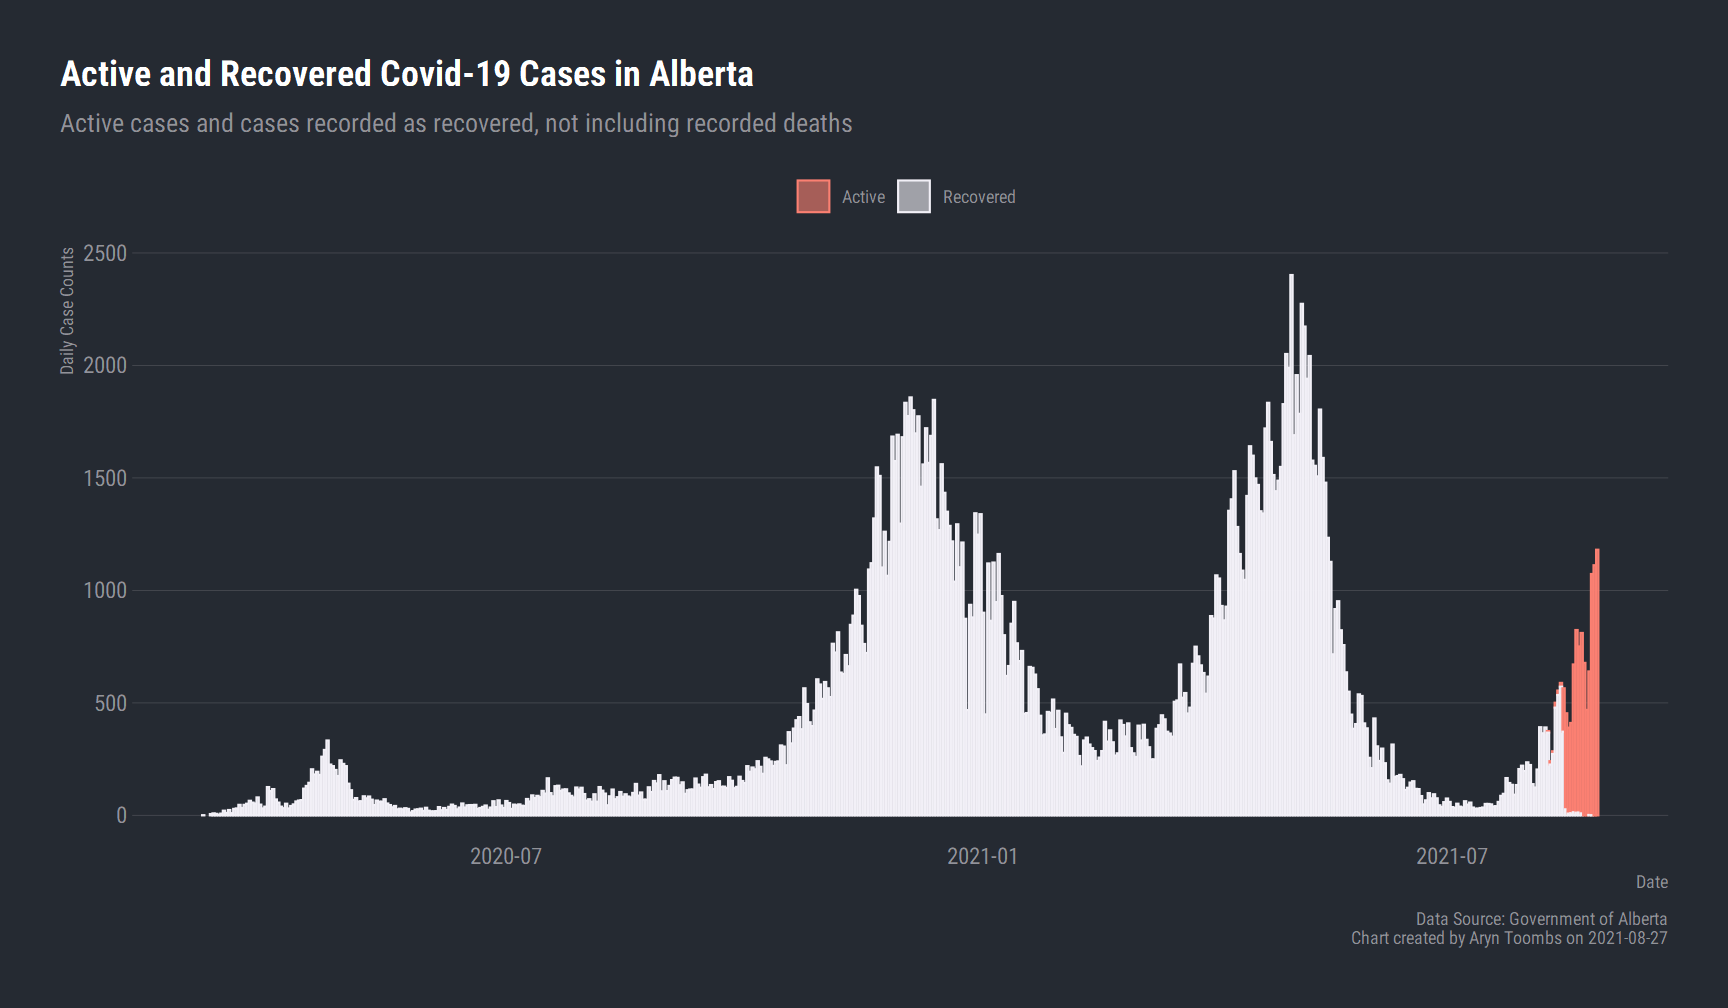 Active and Recovered Covid-19 Cases in Alberta
Active cases and cases recorded as recovered, not including recorded deaths
Active
Recovered
Daily Case Counts
2500
2000
1500
1000
500
0
2020-07
2021-01
2021-07
Date
Data Source: Government of Alberta
Chart created by Aryn Toombs on 2021-08-27